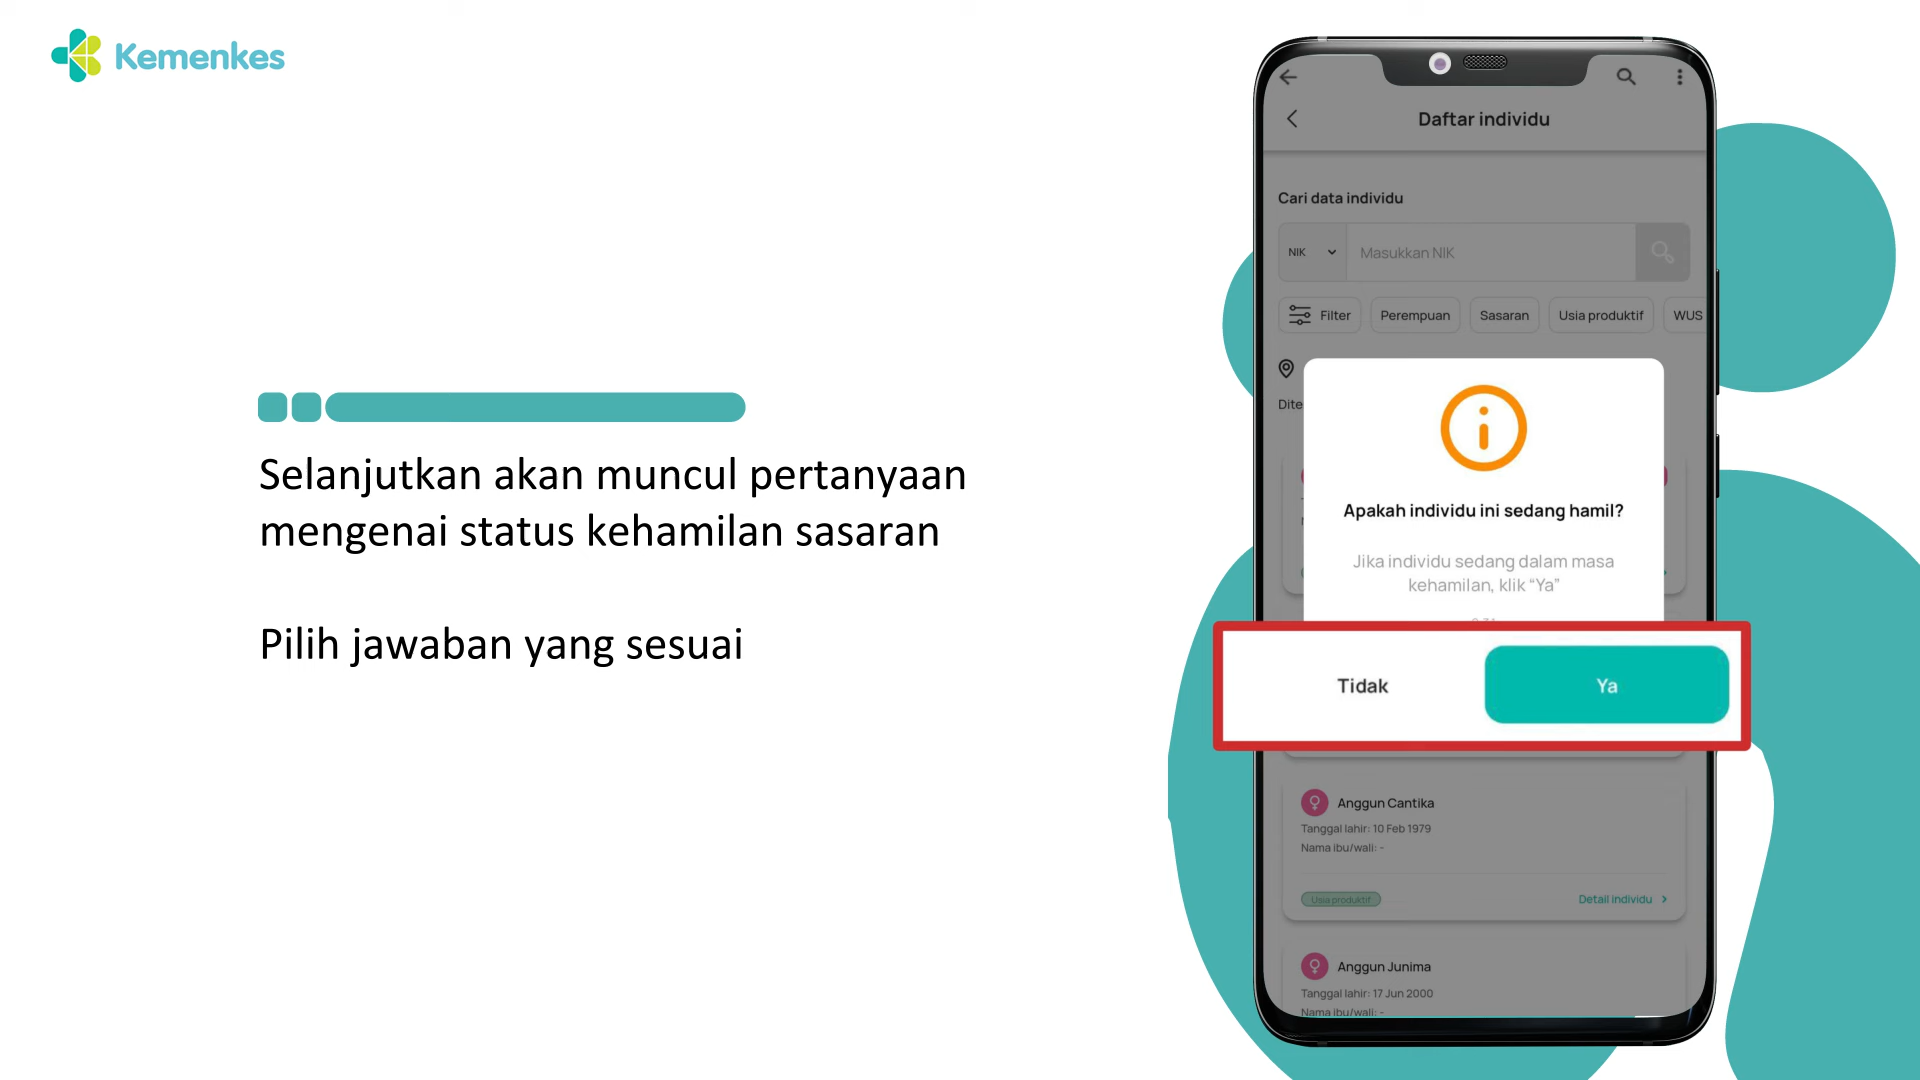 Kemenkes
Selanjutkan akan muncul pertanyaan
mengenai status kehamilan sasaran
Pilih jawaban yang sesuai
Daftar individu
Cari data individu
NIK
Masukkan NIK
Filter
Perempuan
Sasaran
Usia produktif
WUS
Dite
Apakah individu ini sedang hamil?
Jika individu sedang dalam masa
kehamilan, klik “Ya”
Tidak
Ya
Anggun Cantika
Tanggal lahir: 10 Feb 1979
Nama ibu/wali: -
Usia produktif
Detail individu
Anggun Junima
Tanggal lahir: 17 Jun 2000
Nama ibu/wali: -